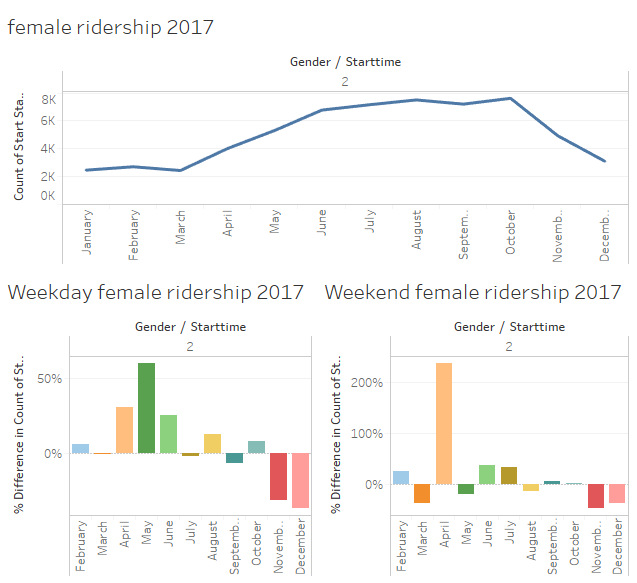 female ridership 2017
Gender / Starttime
2
Count of Start Sta..
8K
6K
4K
2K
0K
January
February
March
April
May
June
July
August
Septem..
October
Novemb..
Decemb..
Weekday female ridership 2017
Gender / Starttime
2
% Difference in Count of St..
50%
0%
February
March
April
May
June
July
August
Septemb..
October
Novemb..
December
Weekend female ridership 2017
Gender / Starttime
2
% Difference in Count of St..
200%
100%
0%
February
March
April
May
June
July
August
Septemb..
October
Novemb..
December